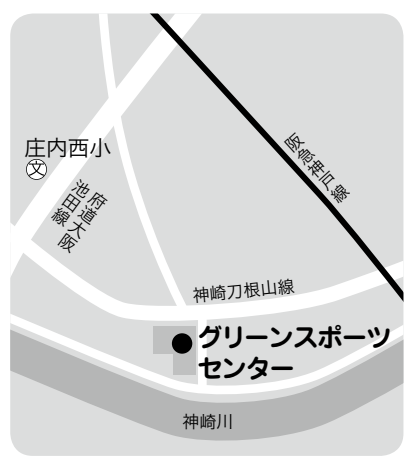 庄内西小
文
府道大阪
池田線
阪急神戸線
神崎刀根山線
グリーンスポーツ
センター
神崎川